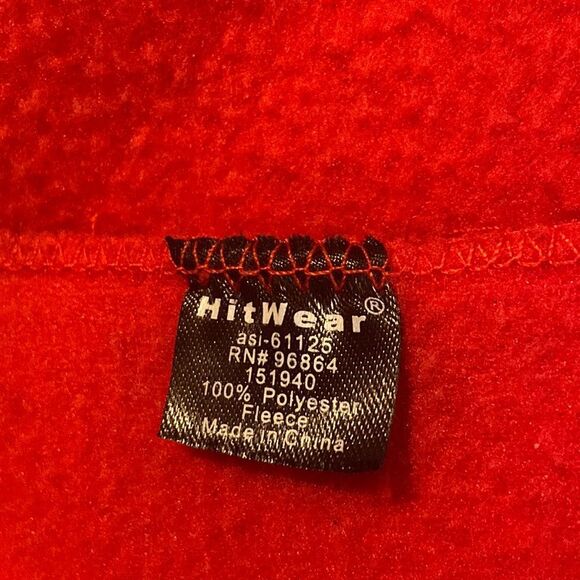 HitWear®
asi-61125
RN# 96864
151940
100% Polyester
Fleece
Made in China